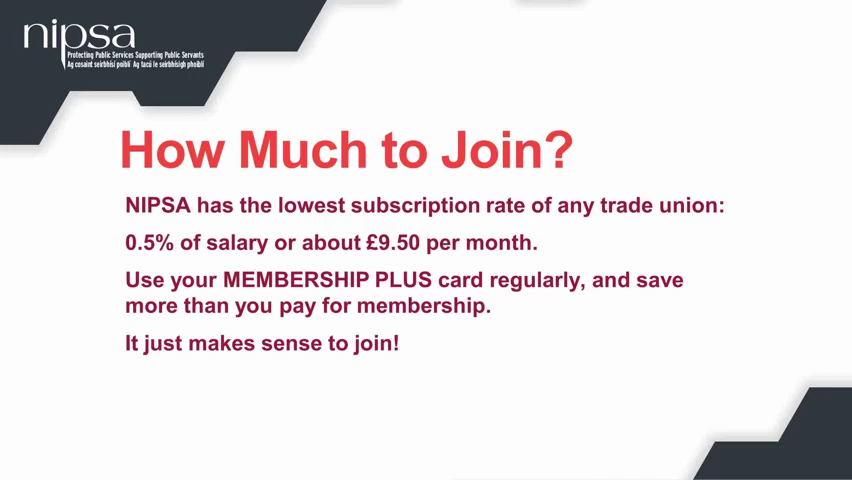 nipsa
Protecting Public Services Supporting Public Servants
Ag cosaint seirbhísí poiblí Ag tacú le seirbhísigh phoiblí
How Much to Join?
NIPSA has the lowest subscription rate of any trade union:
0.5% of salary or about £9.50 per month.
Use your MEMBERSHIP PLUS card regularly, and save
more than you pay for membership.
It just makes sense to join!